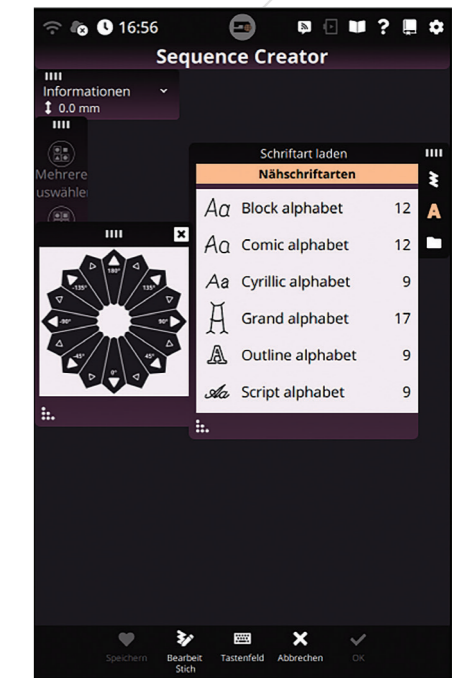 16:56
?
Sequence Creator
Informationen
0.0 mm
Mehrere
uswähle
Schriftart laden
Nähschriftarten
A
Aa Block alphabet 12
Aa Comic alphabet 12
Aa Cyrillic alphabet 9
A Grand alphabet 17
A Outline alphabet 9
Aa Script alphabet 9
180°
-135° 135°
-90° 90°
-45° 45°
0°
Speichern Bearbeit Stich Tastenfeld Abbrechen OK